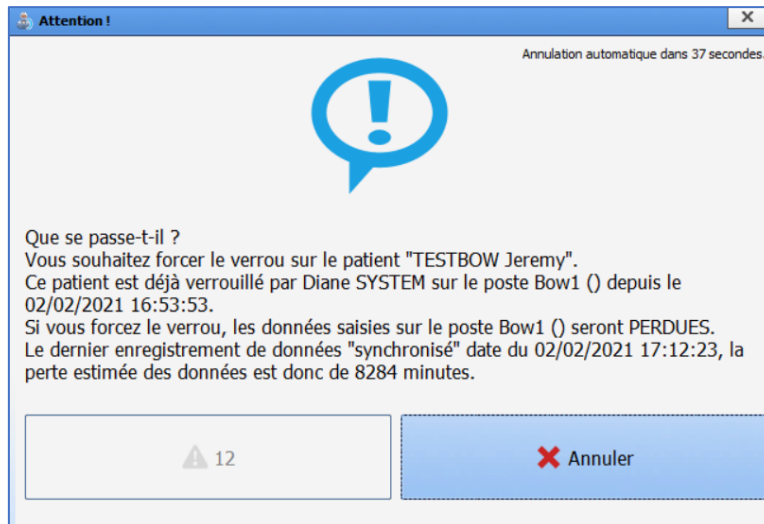 Attention !
Annulation automatique dans 37 secondes.
Que se passe-t-il ?
Vous souhaitez forcer le verrou sur le patient "TESTBOW Jeremy".
Ce patient est déjà verrouillé par Diane SYSTEM sur le poste Bow1 () depuis le
02/02/2021 16:53:53.
Si vous forcez le verrou, les données saisies sur le poste Bow1 () seront PERDUES.
Le dernier enregistrement de données "synchronisé" date du 02/02/2021 17:12:23, la
perte estimée des données est donc de 8284 minutes.
12
Annuler